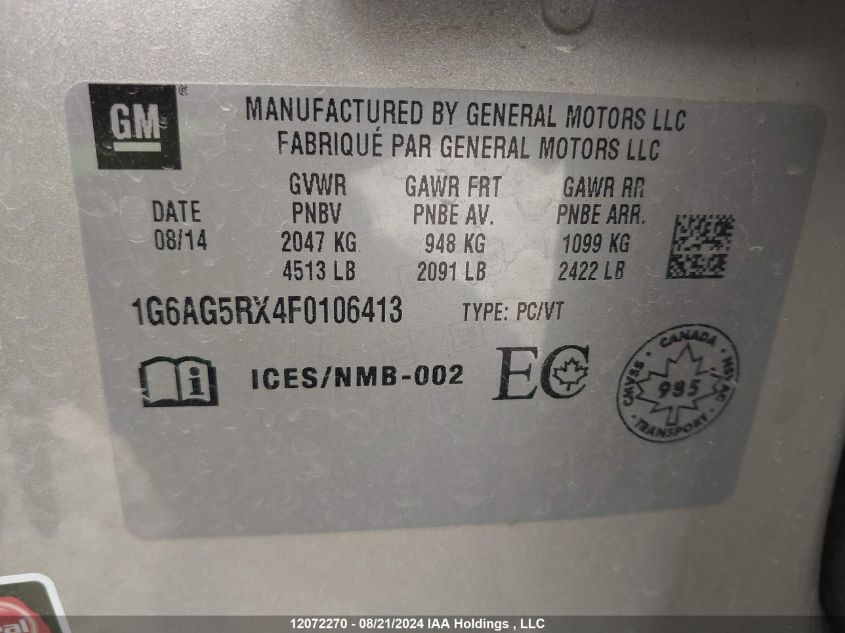 GM ®
MANUFACTURED BY GENERAL MOTORS LLC
FABRIQUÉ PAR GENERAL MOTORS LLC
GVWR GAWR FRT GAWR RR
DATE PNBV PNBE AV. PNBE ARR.
08/14 2047 KG 948 KG 1099 KG
4513 LB 2091 LB 2422 LB
1G6AG5RX4F0106413 TYPE: PC/VT
i ICES/NMB-002 EC
CANADA
985
TRANSPORT
12072270 - 08/21/2024 IAA Holdings , LLC